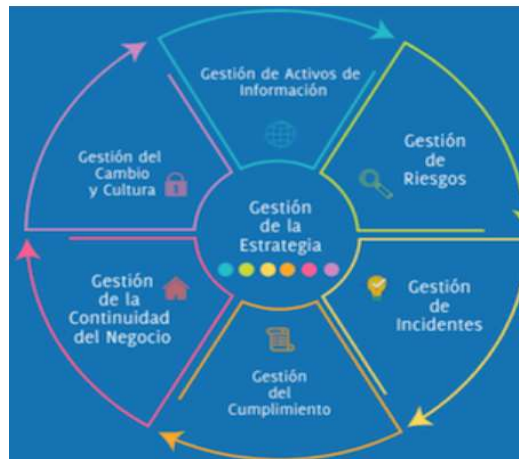 Gestión de Activos de
Información
Gestión
de
Riesgos
Gestión
de
Incidentes
Gestión
del
Cumplimiento
Gestión
de la
Continuidad
del Negocio
Gestión del
Cambio
y Cultura
Gestión
de la
Estrategia